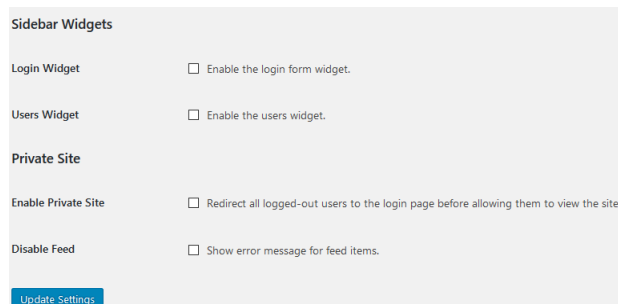 Sidebar Widgets
Login Widget Enable the login form widget.
Users Widget Enable the users widget.
Private Site
Enable Private Site Redirect all logged-out users to the login page before allowing them to view the site
Disable Feed Show error message for feed items.
Update Settings